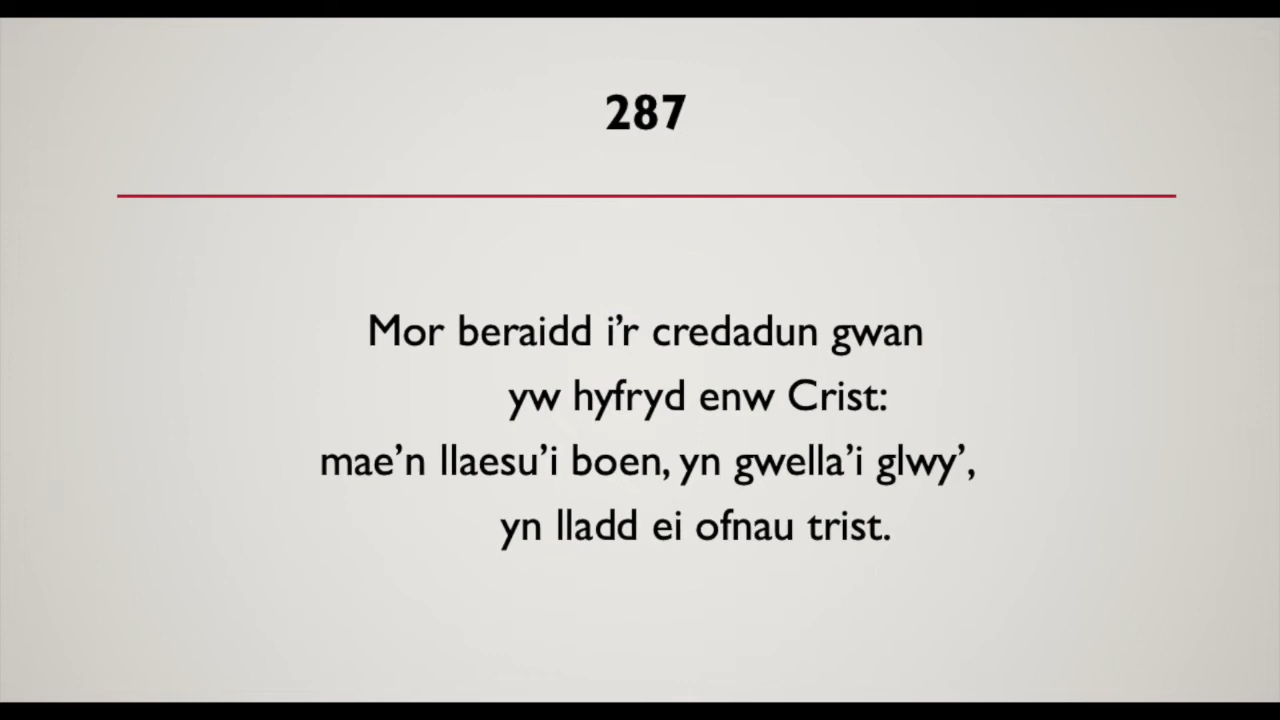 287
Mor beraidd i’r credadun gwan
yw hyfryd enw Crist:
mae’n llaesu’i boen, yn gwella’i glwy’,
yn lladd ei ofnau trist.